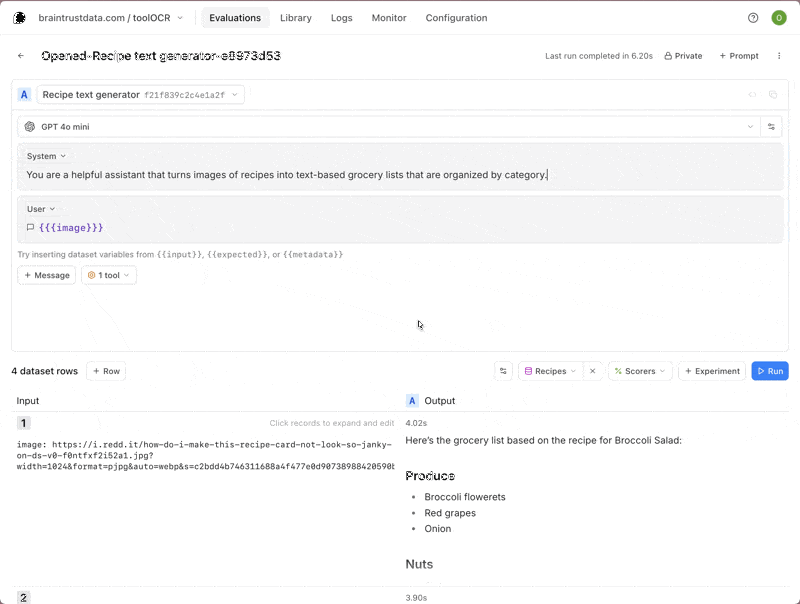 braintrustdata.com / toolOCR Evaluations Library Logs Monitor Configuration O
Opened-Recipe text generator-e8973d53 Last run completed in 6.20s Private + Prompt
A Recipe text generator f21f839c2c4e1a2f
GPT 4o mini
System
You are a helpful assistant that turns images of recipes into text-based grocery lists that are organized by category.
User
{{{image}}}
Try inserting dataset variables from {{input}}, {{expected}}, or {{metadata}}
+ Message 1 tool
4 dataset rows + Row Recipes Scorers + Experiment Run
Input A Output
1 Click records to expand and edit 4.02s
image: https://i.redd.it/how-do-i-make-this-recipe-card-not-look-so-janky-
on-ds-v0-f0ntfxf2i52a1.jpg?
width=1024&format=pjpg&auto=webp&s=c2bdd4b746311688a4f477e0d90738988420590b
Here's the grocery list based on the recipe for Broccoli Salad:
Produce
• Broccoli flowerets
• Red grapes
• Onion
Nuts
2 3.90s